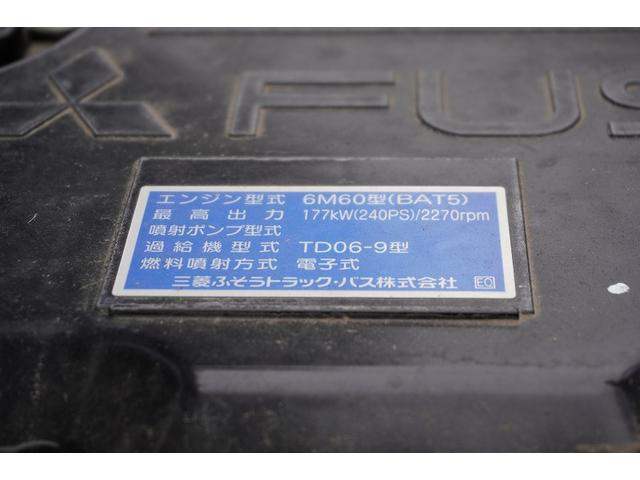 FUS
エンジン型式 6M60型(BAT5)
最高出力 177kW(240PS)/2270rpm
噴射ポンプ型式
過給機型式 TD06-9型
燃料噴射方式 電子式
三菱ふそうトラック・バス株式会社 EQ